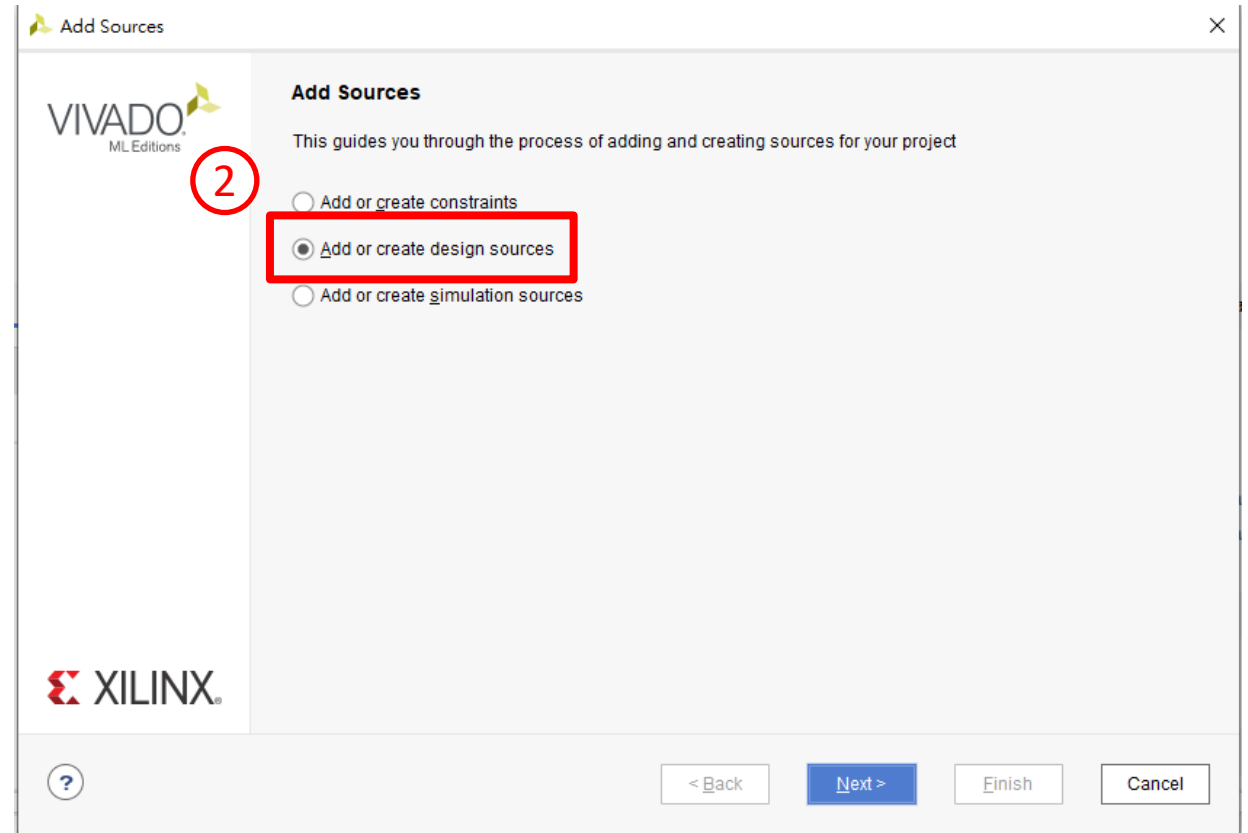 Add Sources
VIVADO
ML Editions
2
Add Sources
This guides you through the process of adding and creating sources for your project
Add or create constraints
Add or create design sources
Add or create simulation sources
XILINX
?
< Back
Next >
Finish
Cancel